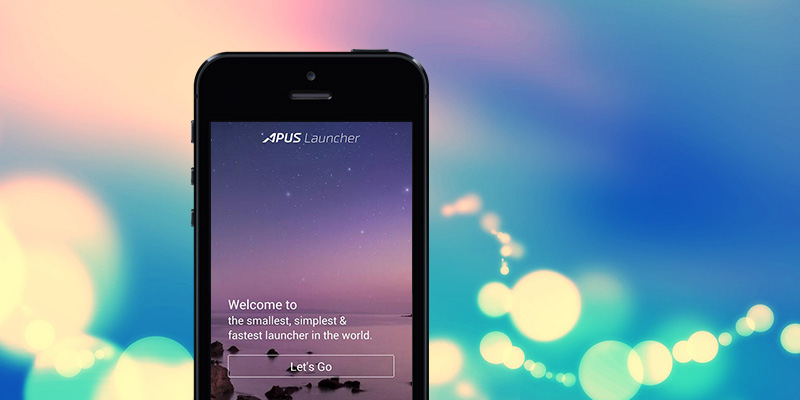 APUS Launcher
Welcome to
the smallest, simplest &
fastest launcher in the world.
Let's Go